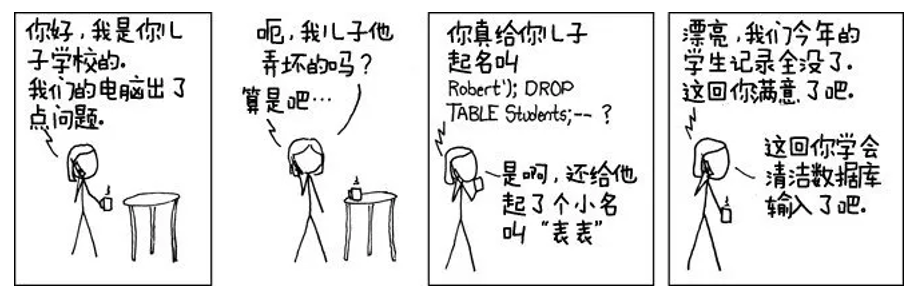 你好，我是你儿
子学校的.
我们的电脑出了
点问题.
呃，我儿子他
弄坏的吗？
算是吧…
你真给你儿子
起名叫
Robert'); DROP
TABLE Students;-- ?
是啊，还给他
起了个小名
叫“表表”
漂亮，我们今年的
学生记录全没了.
这回你满意了吧.
这回你学会
清洁数据库
输入了吧.